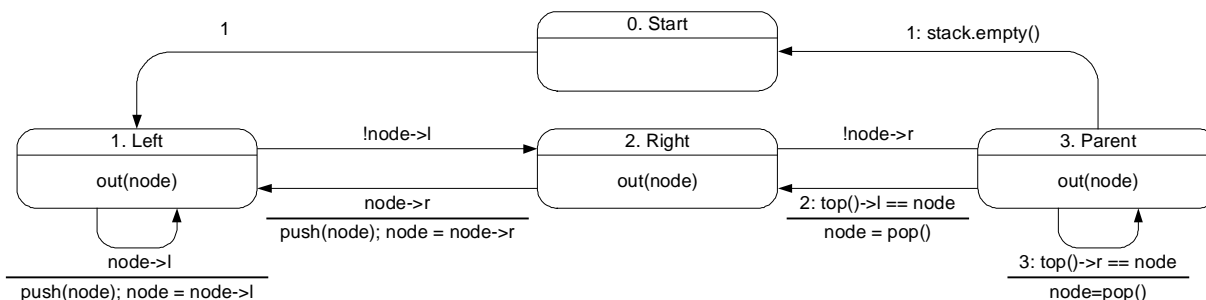 0. Start
1
1: stack.empty()
1. Left
!node->l
2. Right
!node->r
3. Parent
out(node)
out(node)
out(node)
node->r
push(node); node = node->r
2: top()->l == node
node = pop()
node->l
push(node); node = node->l
3: top()->r == node
node=pop()